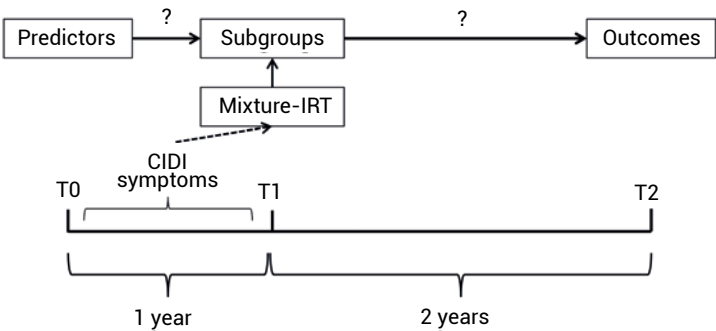 ?
?
Predictors
Subgroups
Outcomes
Mixture-IRT
CIDI
symptoms
T0
T1
T2
1 year
2 years